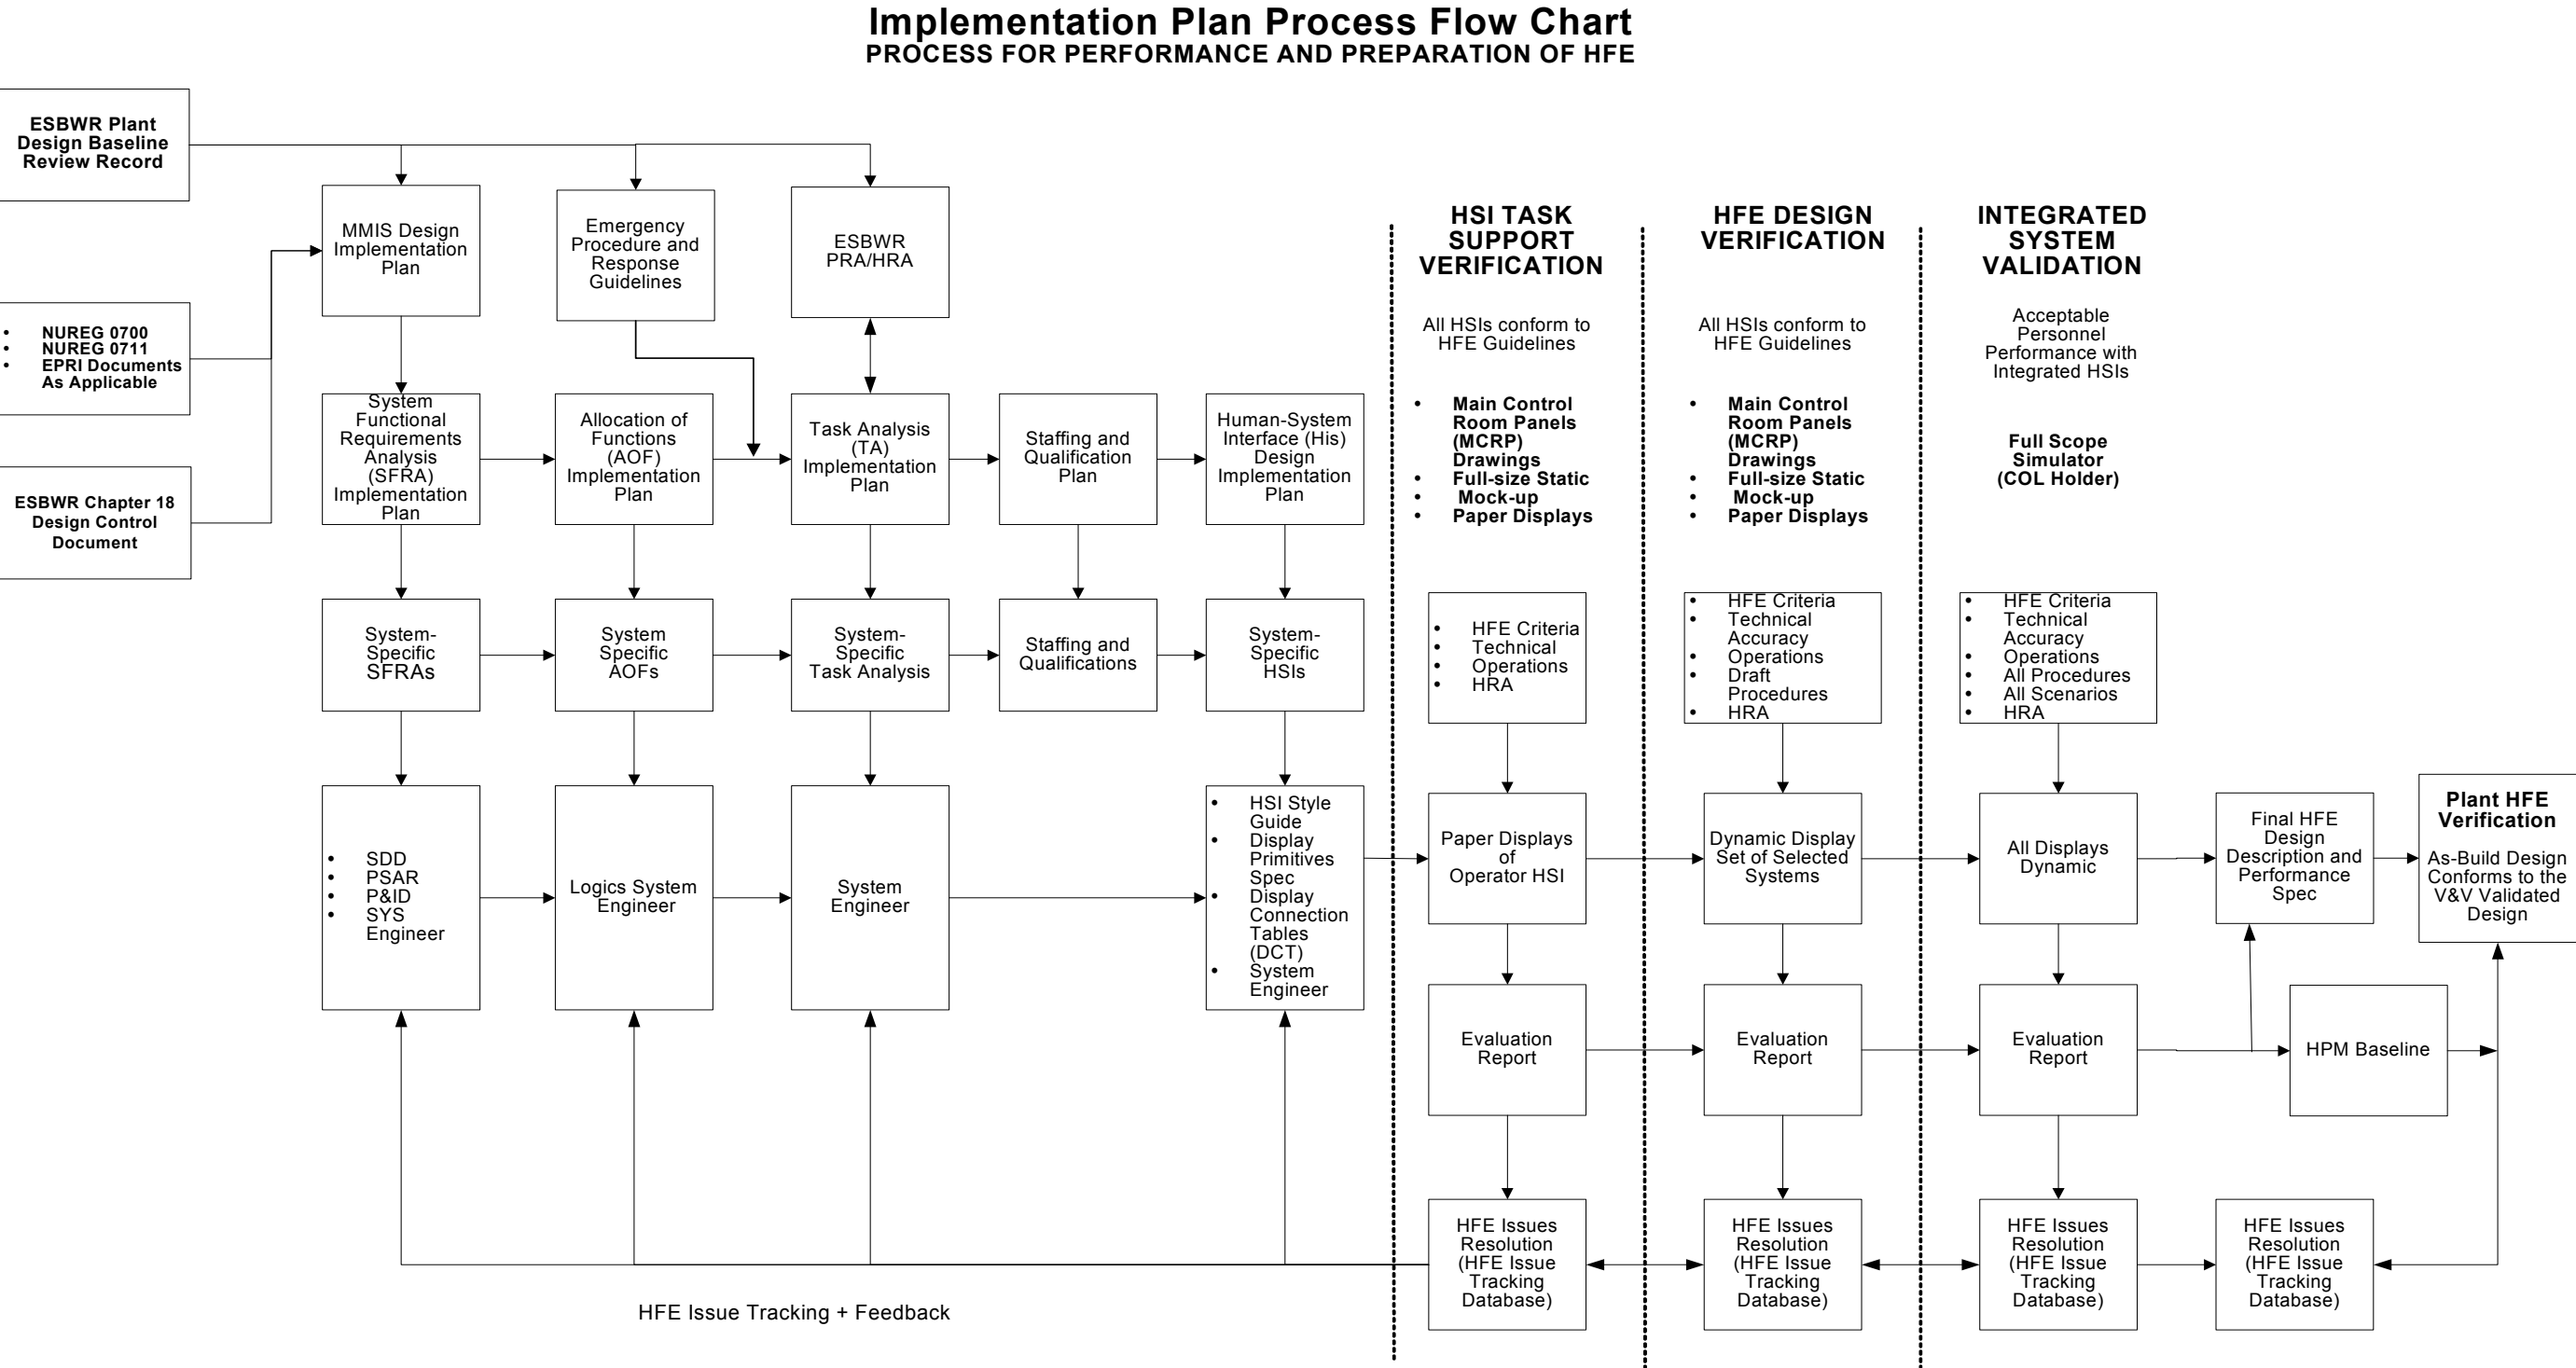 Implementation Plan Process Flow Chart
PROCESS FOR PERFORMANCE AND PREPARATION OF HFE
ESBWR Plant
Design Baseline
Review Record
• NUREG 0700
• NUREG 0711
• EPRI Documents
As Applicable
ESBWR Chapter 18
Design Control
Document
MMIS Design
Implementation
Plan
Emergency
Procedure and
Response
Guidelines
ESBWR
PRA/HRA
System
Functional
Requirements
Analysis
(SFRA)
Implementation
Plan
Allocation of
Functions
(AOF)
Implementation
Plan
Task Analysis
(TA)
Implementation
Plan
Staffing and
Qualification
Plan
Human-System
Interface (His)
Design
Implementation
Plan
System-
Specific
SFRAs
System
Specific
AOFs
System-
Specific
Task Analysis
Staffing and
Qualifications
System-
Specific
HSIs
• SDD
• PSAR
• P&ID
• SYS
Engineer
Logics System
Engineer
System
Engineer
• HSI Style
Guide
• Display
Primitives
Spec
• Display
Connection
Tables
(DCT)
• System
Engineer
HFE Issue Tracking + Feedback
HSI TASK
SUPPORT
VERIFICATION
All HSIs conform to
HFE Guidelines
• Main Control
Room Panels
(MCRP)
Drawings
• Full-size Static
• Mock-up
• Paper Displays
• HFE Criteria
• Technical
• Operations
• HRA
Paper Displays
of
Operator HSI
Evaluation
Report
HFE Issues
Resolution
(HFE Issue
Tracking
Database)
HFE DESIGN
VERIFICATION
All HSIs conform to
HFE Guidelines
• Main Control
Room Panels
(MCRP)
Drawings
• Full-size Static
• Mock-up
• Paper Displays
• HFE Criteria
• Technical
Accuracy
• Operations
• Draft
Procedures
• HRA
Dynamic Display
Set of Selected
Systems
Evaluation
Report
HFE Issues
Resolution
(HFE Issue
Tracking
Database)
INTEGRATED
SYSTEM
VALIDATION
Acceptable
Personnel
Performance with
Integrated HSIs
Full Scope
Simulator
(COL Holder)
• HFE Criteria
• Technical
Accuracy
• Operations
• All Procedures
• All Scenarios
• HRA
All Displays
Dynamic
Evaluation
Report
HFE Issues
Resolution
(HFE Issue
Tracking
Database)
Final HFE
Design
Description and
Performance
Spec
HPM Baseline
HFE Issues
Resolution
(HFE Issue
Tracking
Database)
Plant HFE
Verification
As-Build Design
Conforms to the
V&V Validated
Design